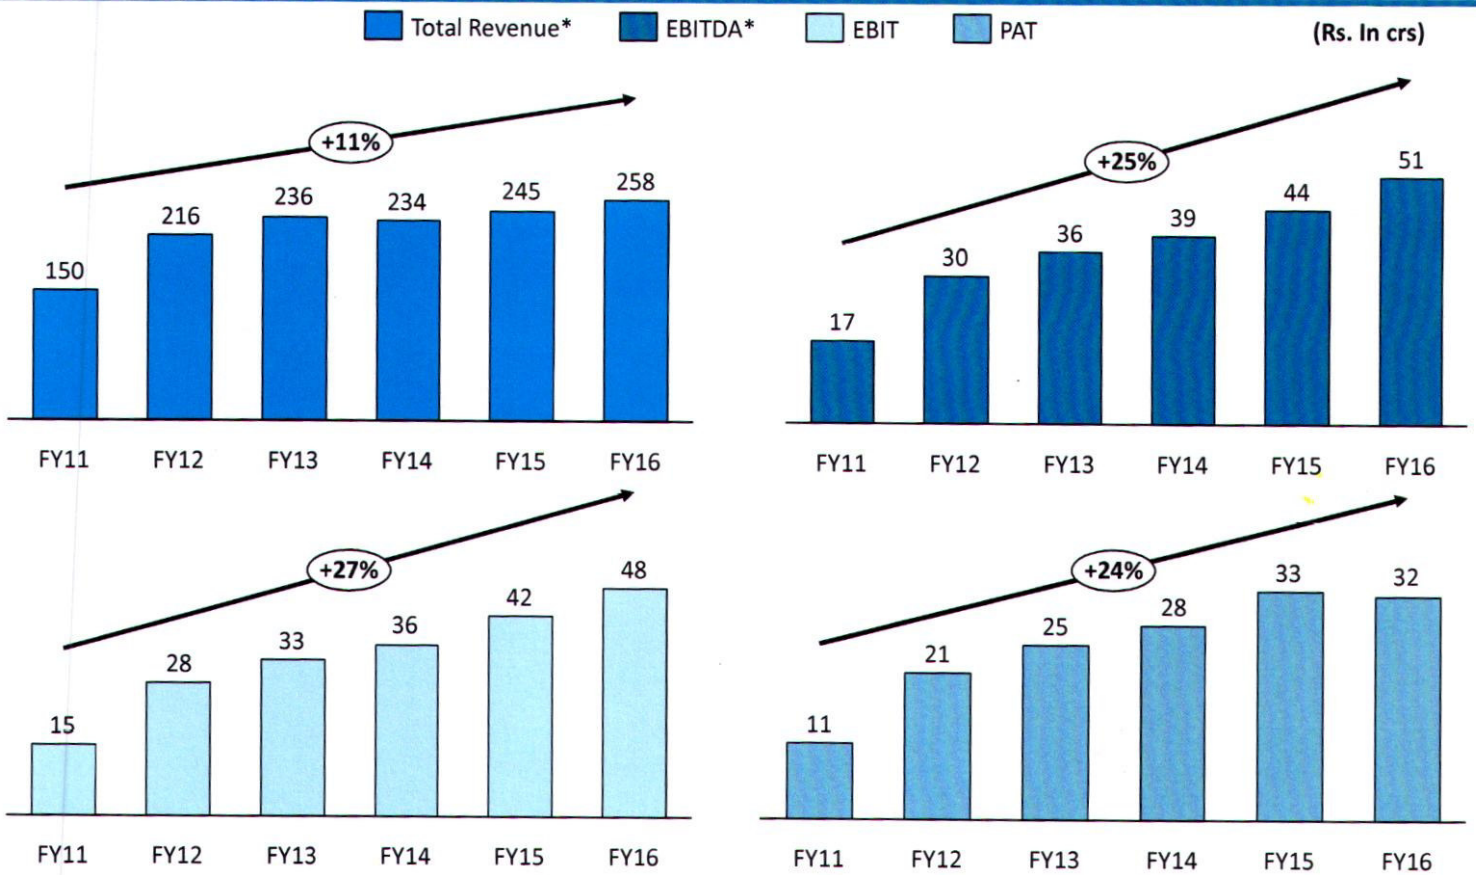 Total Revenue* EBITDA* EBIT PAT (Rs. In crs)
+11%
150 216 236 234 245 258
FY11 FY12 FY13 FY14 FY15 FY16
+25%
17 30 36 39 44 51
FY11 FY12 FY13 FY14 FY15 FY16
+27%
15 28 33 36 42 48
FY11 FY12 FY13 FY14 FY15 FY16
+24%
11 21 25 28 33 32
FY11 FY12 FY13 FY14 FY15 FY16